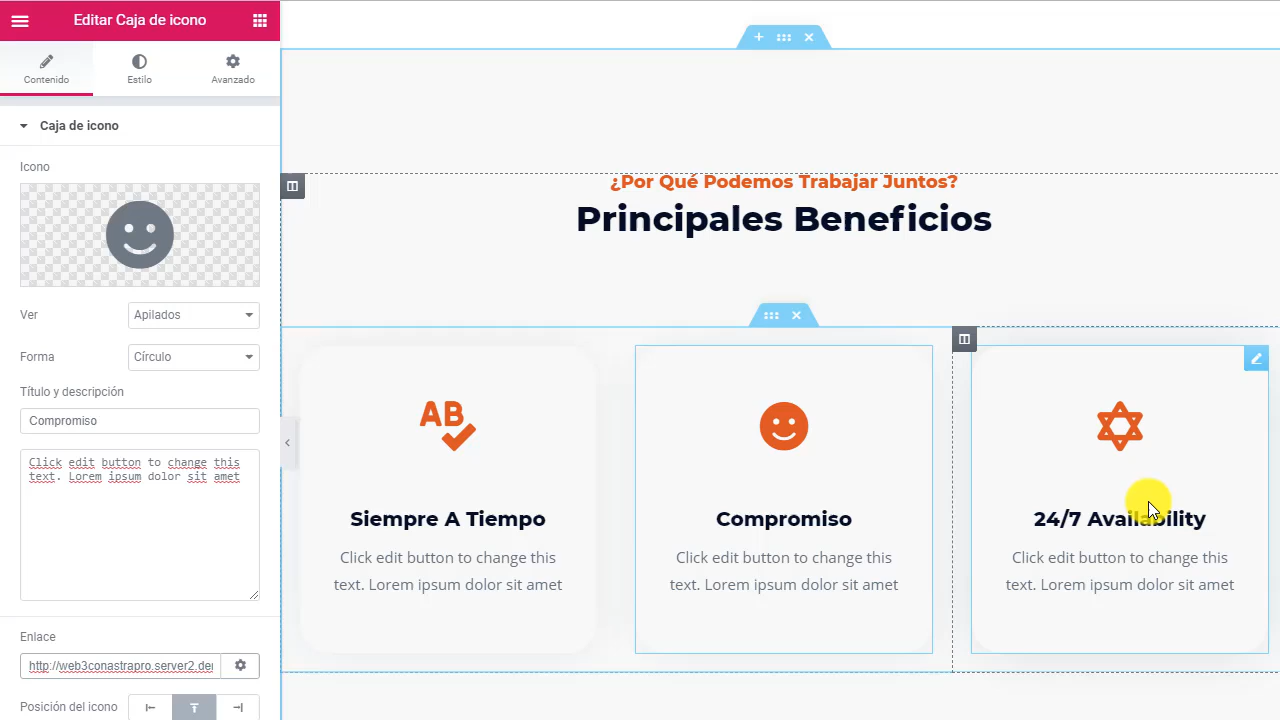 Editar Caja de icono
Contenido
Estilo
Avanzado
Caja de icono
Icono
Ver
Apilados
Forma
Círculo
Título y descripción
Compromiso
Click edit button to change this
text. Lorem ipsum dolor sit amet
Enlace
http://web3conastrapro.server2.de
Posición del icono
¿Por Qué Podemos Trabajar Juntos?
Principales Beneficios
AB
Siempre A Tiempo
Click edit button to change this
text. Lorem ipsum dolor sit amet
Compromiso
Click edit button to change this
text. Lorem ipsum dolor sit amet
24/7 Availability
Click edit button to change this
text. Lorem ipsum dolor sit amet